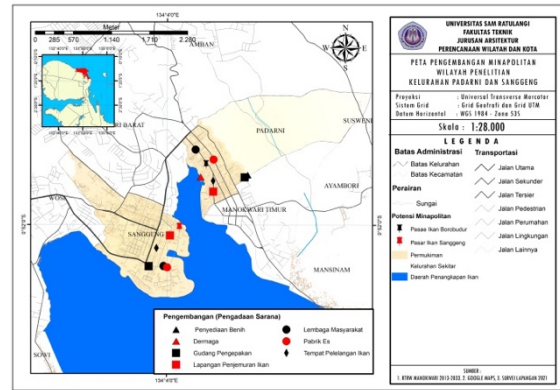 134°4'0"E
Meter
0 285 570 1.140 1.710 2.280
AMBAN
N
W E
S
PADARNI
SUSWENI
RI BARAT
AYAMBORI
WOSI
SANGGENG
MANOKWARI TIMUR
MANSINAM
SOWI
134°4'0"E
Pengembangan (Pengadaan Sarana)
Penyediaan Benih
Dermaga
Gudang Pengepakan
Lapangan Penjemuran Ikan
Lembaga Masyarakat
Pabrik Es
Tempat Pelelangan Ikan
UNIVERSITAS SAM RATULANGI
FAKULTAS TEKNIK
JURUSAN ARSITEKTUR
PERENCANAAN WILAYAH DAN KOTA
PETA PENGEMBANGAN MINAPOLITAN
WILAYAH PENELITIAN
KELURAHAN PADARNI DAN SANGGENG
Proyeksi : Universal Transverse Mercator
Sistem Grid : Grid Geografi dan Grid UTM
Datum Horizontal : WGS 1984 - Zone 53S
Skala : 1:28.000
LEGENDA
Batas Administrasi
Batas Kelurahan
Batas Kecamatan
Perairan
Sungai
Potensi Minapolitan
Pasar Ikan Borobudur
Pasar Ikan Sanggeng
Permukiman
Kelurahan Sekitar
Daerah Penangkapan Ikan
Transportasi
Jalan Utama
Jalan Sekunder
Jalan Tersier
Jalan Pedestrian
Jalan Perumahan
Jalan Lingkungan
Jalan Lainnya
SUMBER :
1. RTRW MANOKWARI 2013-2033, 2. GOOGLE MAPS, 3. SURVEI LAPANGAN 2021